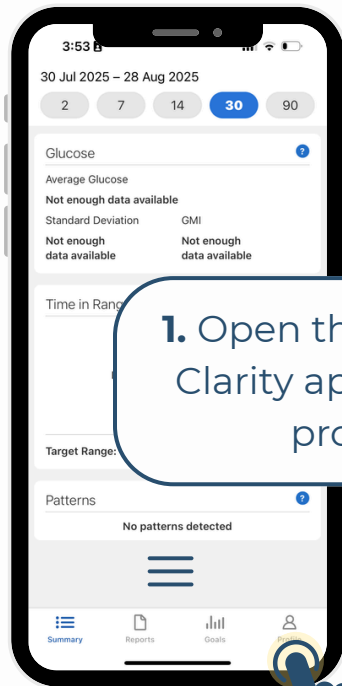 3:53
30 Jul 2025 – 28 Aug 2025
2 7 14 30 90
Glucose
Average Glucose
Not enough data available
Standard Deviation GMI
Not enough Not enough
data available data available
Time in Rang
1. Open th
Clarity ap
pro
Target Range:
Patterns
No patterns detected
Summary Reports Goals Profile